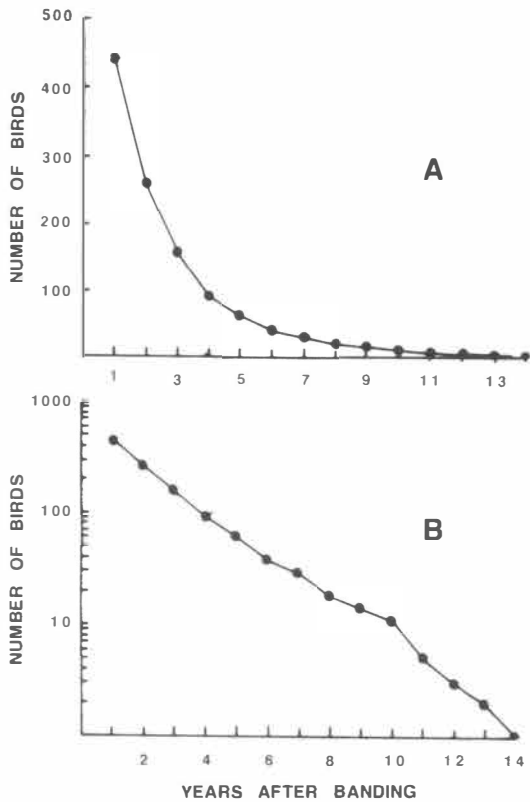 500
400
300
200
100
NUMBER OF BIRDS
A
1 3 5 7 9 11 13
1000
100
10
NUMBER OF BIRDS
B
2 4 6 8 10 12 14
YEARS AFTER BANDING